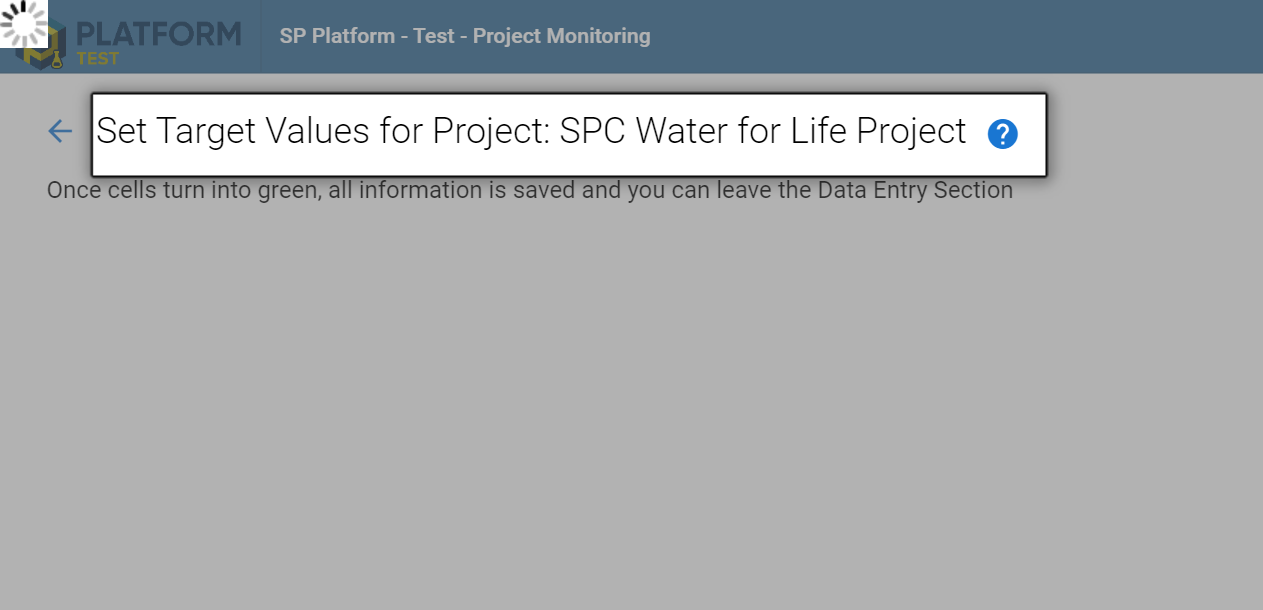 PLATFORM
TEST
SP Platform - Test - Project Monitoring
Set Target Values for Project: SPC Water for Life Project ?
Once cells turn into green, all information is saved and you can leave the Data Entry Section